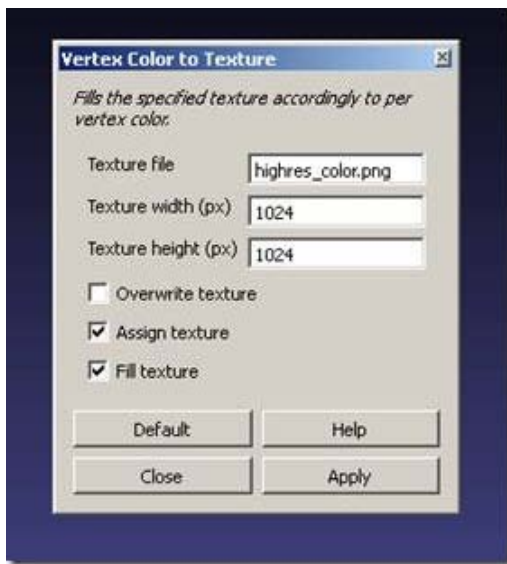 Vertex Color to Texture
Fills the specified texture accordingly to per
vertex color.
Texture file
highres_color.png
Texture width (px)
1024
Texture height (px)
1024
Overwrite texture
Assign texture
Fill texture
Default
Help
Close
Apply